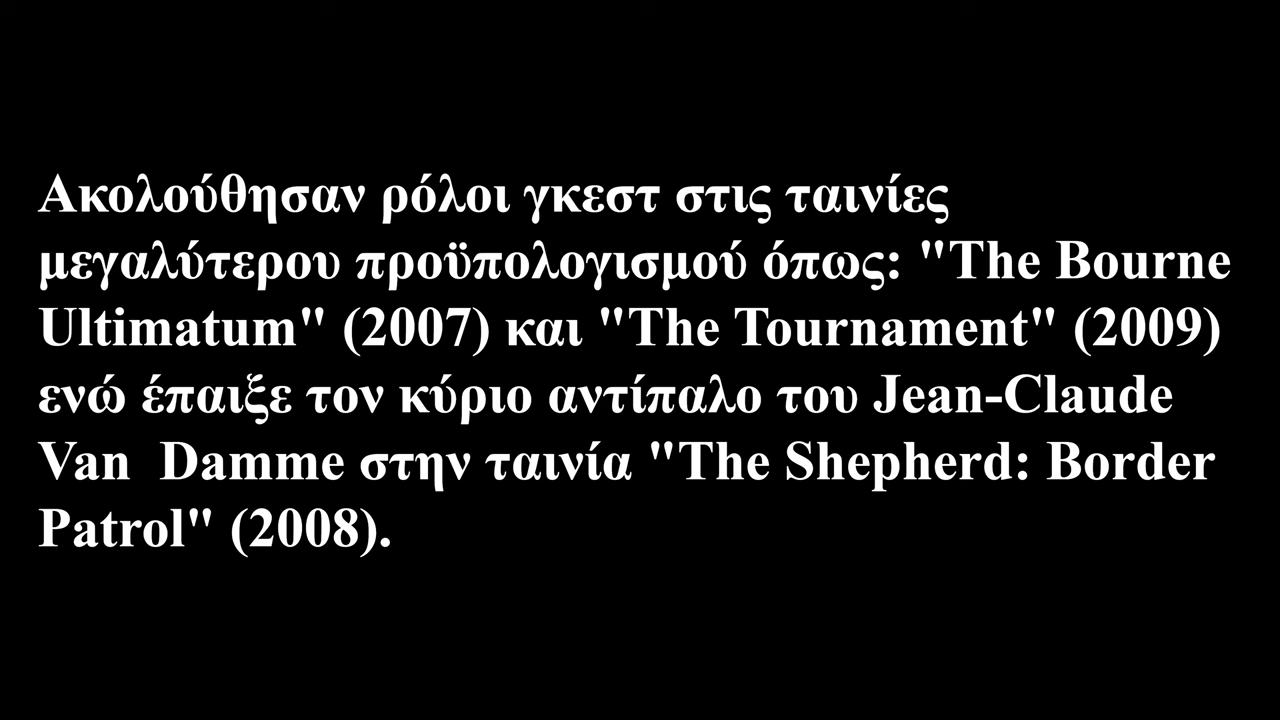 Ακολούθησαν ρόλοι γκεστ στις ταινίες
μεγαλύτερου προϋπολογισμού όπως: "The Bourne
Ultimatum" (2007) και "The Tournament" (2009)
ενώ έπαιξε τον κύριο αντίπαλο του Jean-Claude
Van  Damme στην ταινία "The Shepherd: Border
Patrol" (2008).